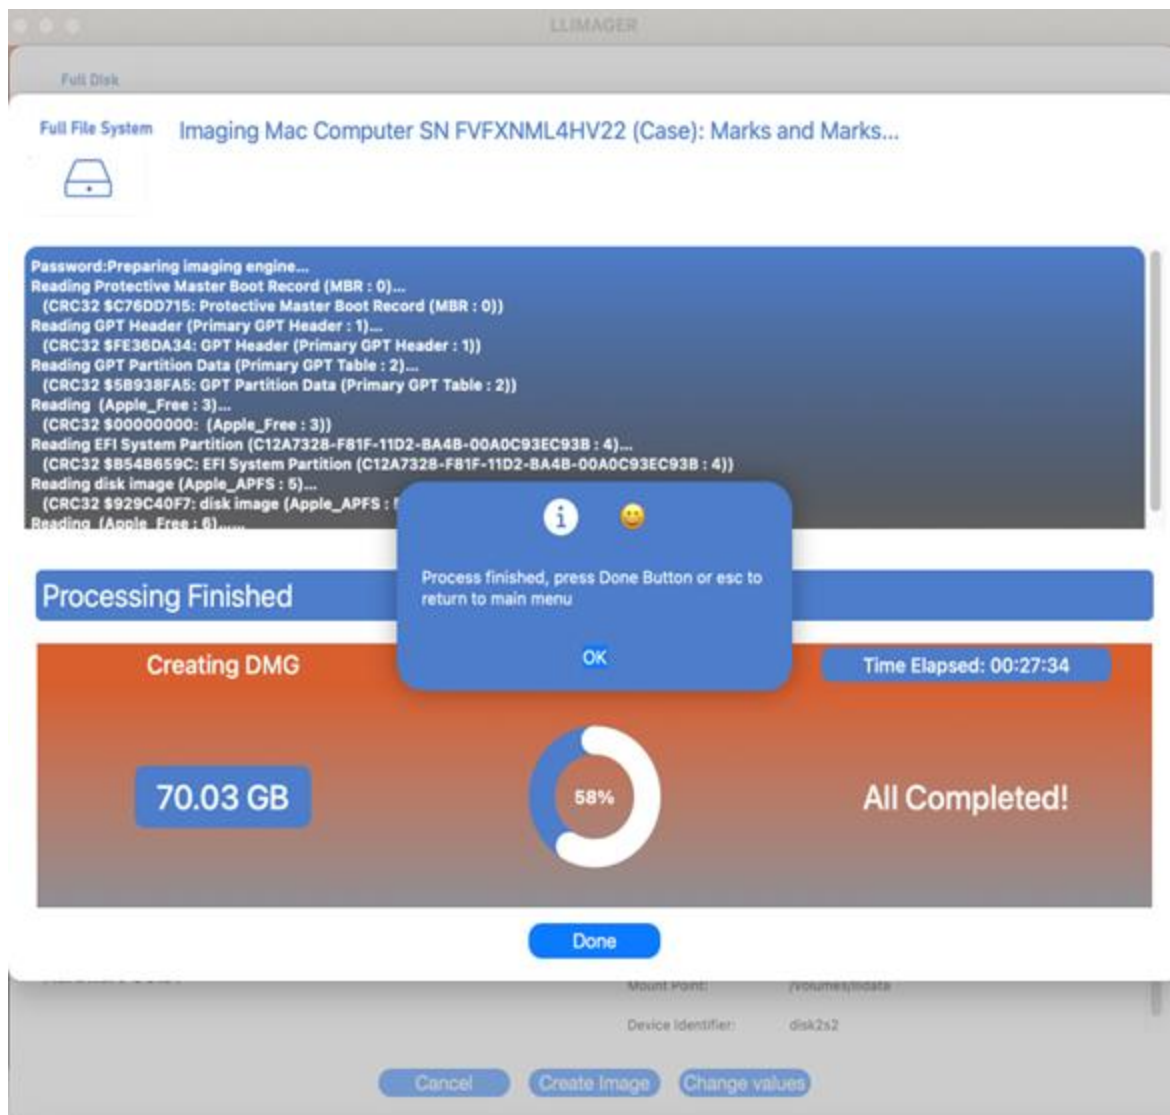 LLIMAGER
Full Disk
Full File System
Imaging Mac Computer SN FVFXNML4HV22 (Case): Marks and Marks...
Password:Preparing imaging engine...
Reading Protective Master Boot Record (MBR : 0)...
(CRC32 $C76DD715: Protective Master Boot Record (MBR : 0))
Reading GPT Header (Primary GPT Header : 1)...
(CRC32 $FE36DA34: GPT Header (Primary GPT Header : 1))
Reading GPT Partition Data (Primary GPT Table : 2)...
(CRC32 $5B938FA5: GPT Partition Data (Primary GPT Table : 2))
Reading (Apple_Free : 3)...
(CRC32 $00000000: (Apple_Free : 3))
Reading EFI System Partition (C12A7328-F81F-11D2-BA4B-00A0C93EC93B : 4)...
(CRC32 $B54B659C: EFI System Partition (C12A7328-F81F-11D2-BA4B-00A0C93EC93B : 4))
Reading disk image (Apple_APFS : 5)...
(CRC32 $929C40F7: disk image (Apple_APFS :
Reading (Apple_Free : 6)......
Process finished, press Done Button or esc to
return to main menu
OK
Processing Finished
Creating DMG
Time Elapsed: 00:27:34
70.03 GB
58%
All Completed!
Done
Mount Point: /Volumes/llidata
Device Identifier: disk2s2
Cancel
Create Image
Change values